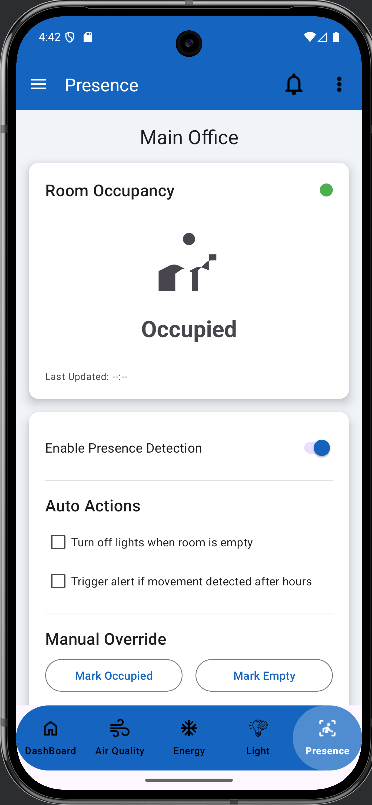 4:42
Presence
Main Office
Room Occupancy
Occupied
Last Updated: --:--
Enable Presence Detection
Auto Actions
Turn off lights when room is empty
Trigger alert if movement detected after hours
Manual Override
Mark Occupied Mark Empty
DashBoard Air Quality Energy Light Presence